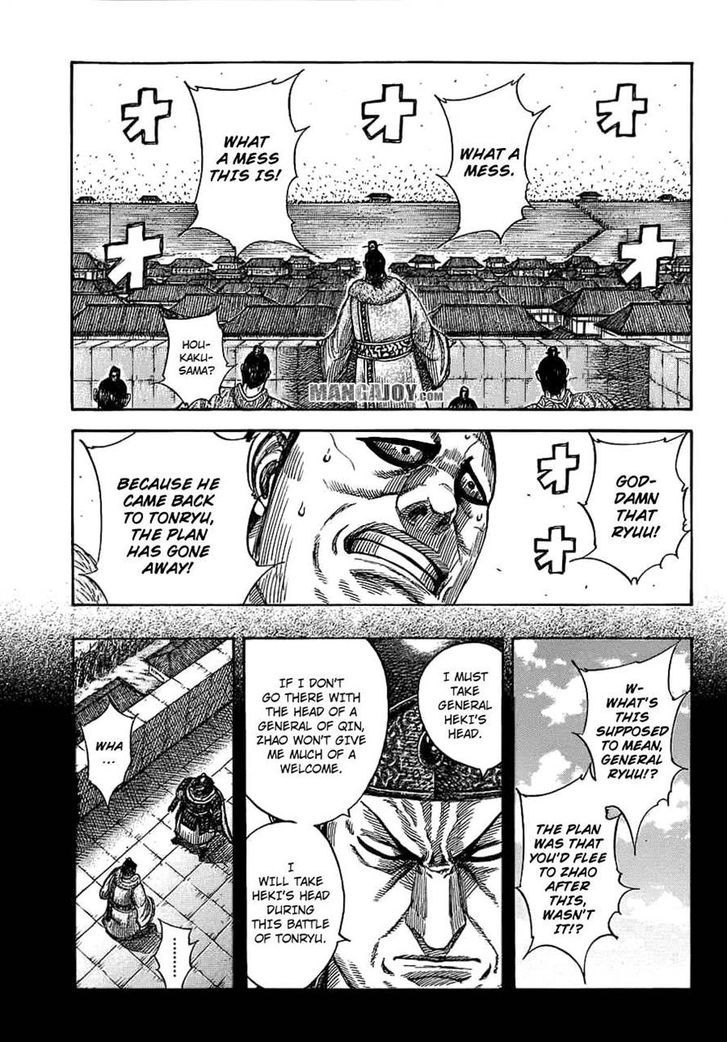 オ
オ
オ
WHAT A
MESS.
WHAT
A MESS
THIS IS!
オ
オ
HOU-
KAKU-
SAMA?
MANGAJOY.COM
GOD-
DAMN
THAT
RYUU!
オ
オ
BECAUSE HE
CAME BACK
TO TONRYU,
THE PLAN
HAS GONE
AWAY!
W-
WHAT'S
THIS
SUPPOSED
TO MEAN,
GENERAL
RYUU!?
THE PLAN
WAS THAT
YOU'D FLEE
TO ZHAO
AFTER
THIS,
WASN'T
IT!?
I MUST
TAKE
GENERAL
HEKI'S
HEAD.
IF I DON'T
GO THERE WITH
THE HEAD OF A
GENERAL OF QIN,
ZHAO WON'T GIVE
ME MUCH OF A
WELCOME.
I
WILL TAKE
HEKI'S HEAD
DURING
THIS BATTLE
OF TONRYU.
WHA
...
......